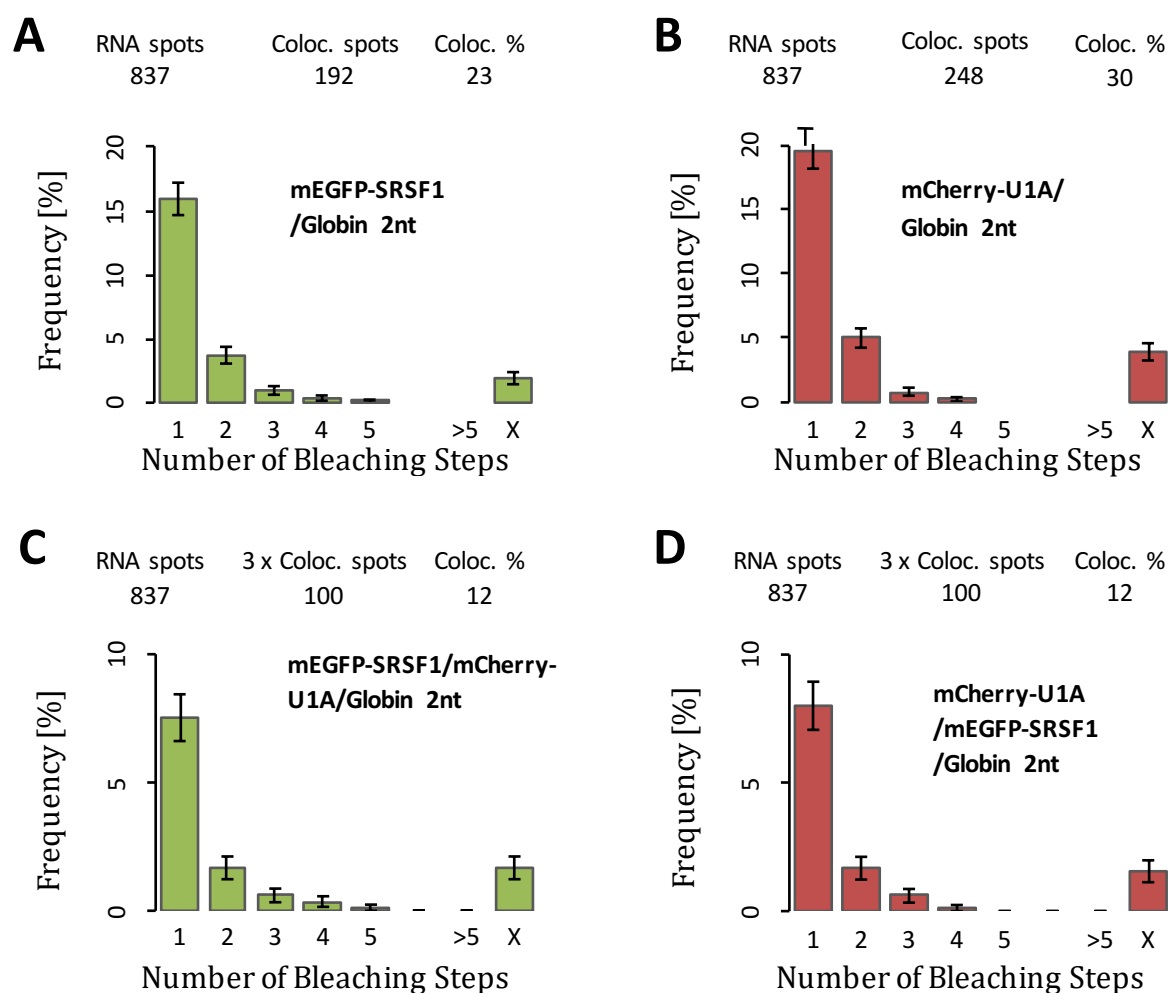 A
RNA spots Coloc. spots Coloc. %
837 192 23
Frequency [%]
20
15
10
5
0
mEGFP-SRSF1
/Globin 2nt
1 2 3 4 5 >5 X
Number of Bleaching Steps
B
RNA spots Coloc. spots Coloc. %
837 248 30
Frequency [%]
20
15
10
5
0
mCherry-U1A/
Globin 2nt
1 2 3 4 5 >5 X
Number of Bleaching Steps
C
RNA spots 3 x Coloc. spots Coloc. %
837 100 12
Frequency [%]
10
5
0
mEGFP-SRSF1/mCherry-
U1A/Globin 2nt
1 2 3 4 5 >5 X
Number of Bleaching Steps
D
RNA spots 3 x Coloc. spots Coloc. %
837 100 12
Frequency [%]
10
5
0
mCherry-U1A
/mEGFP-SRSF1
/Globin 2nt
1 2 3 4 5 >5 X
Number of Bleaching Steps